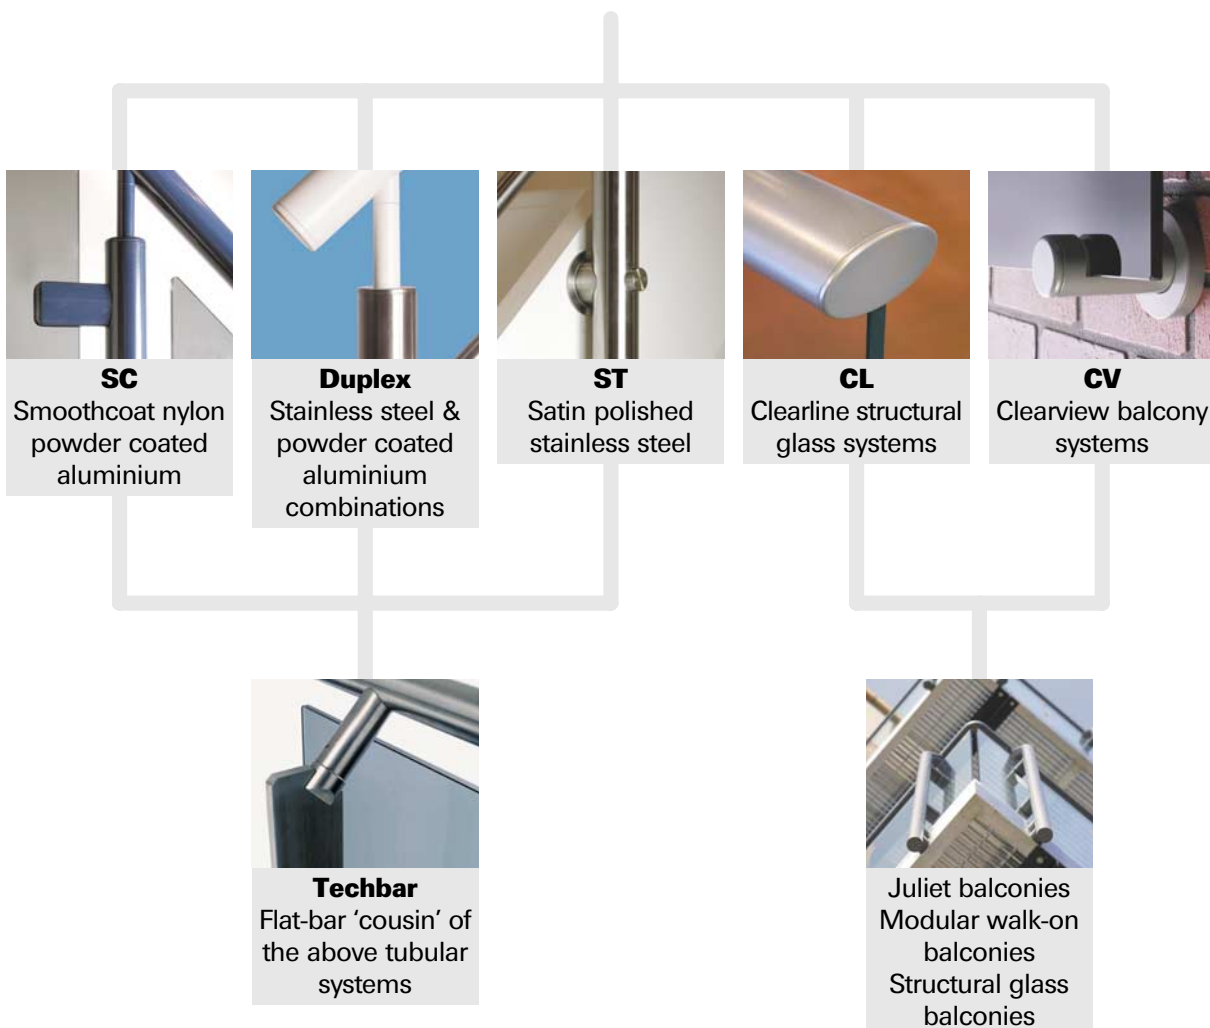 SC
Smoothcoat nylon
powder coated
aluminium
Duplex
Stainless steel &
powder coated
aluminium
combinations
ST
Satin polished
stainless steel
CL
Clearline structural
glass systems
CV
Clearview balcony
systems
Techbar
Flat-bar ‘cousin’ of
the above tubular
systems
Juliet balconies
Modular walk-on
balconies
Structural glass
balconies